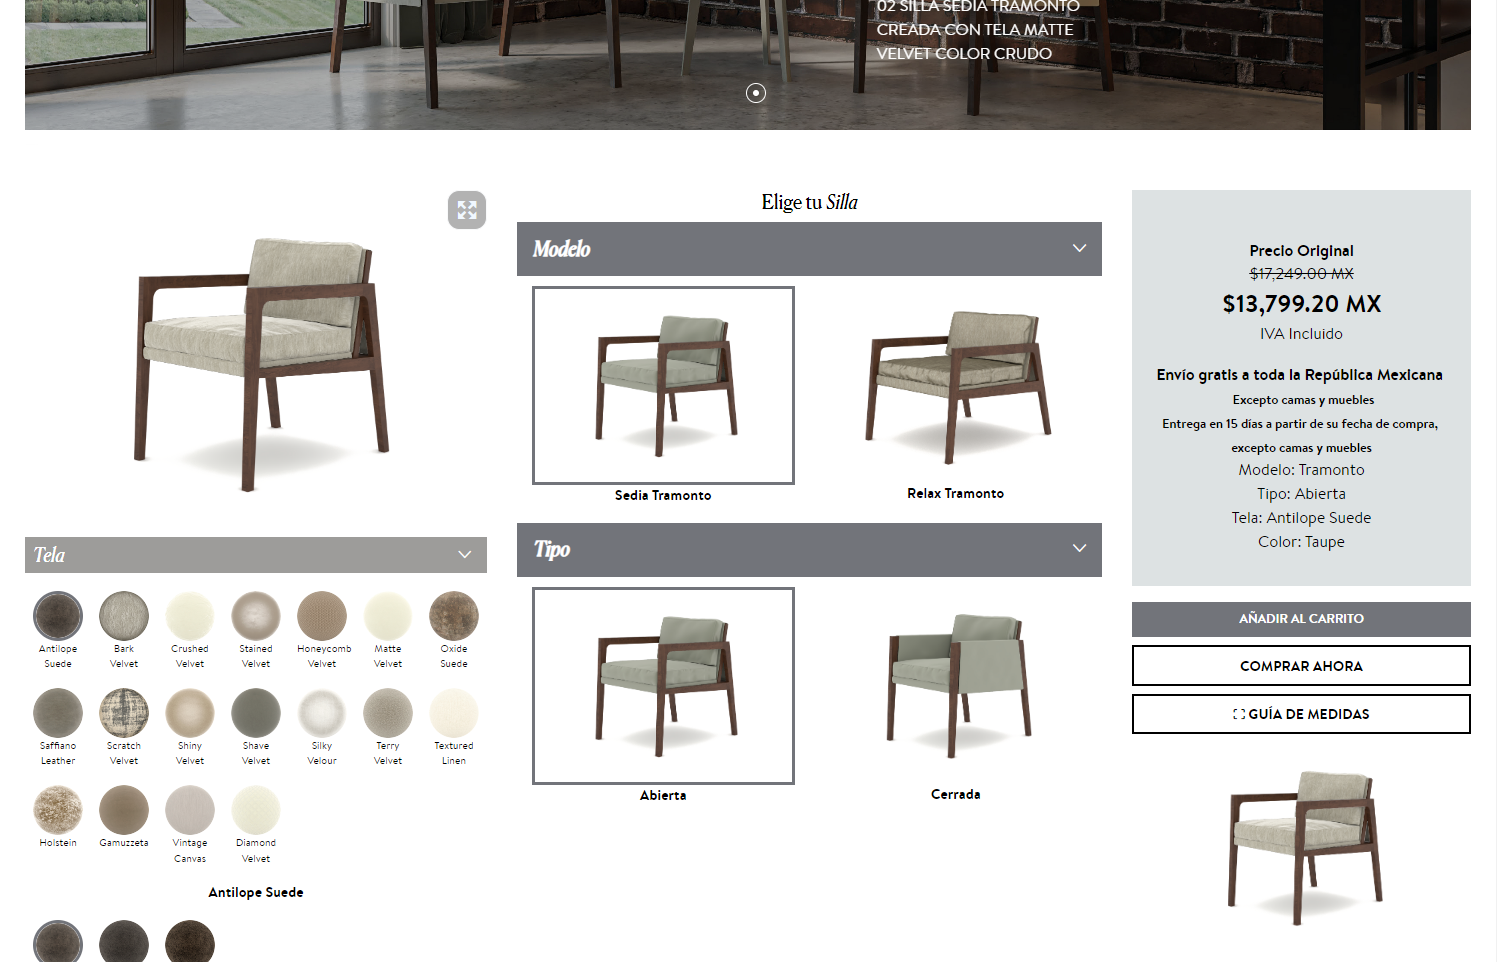 02 SILLA SEDIA TRAMONTO
CREADA CON TELA MATTE
VELVET COLOR CRUDO
Elige tu Silla
Modelo
Sedia Tramonto
Relax Tramonto
Tipo
Abierta
Cerrada
Tela
Antilope
Suede
Bark
Velvet
Crushed
Velvet
Stained
Velvet
Honeycomb
Velvet
Matte
Velvet
Oxide
Suede
Saffiano
Leather
Scratch
Velvet
Shiny
Velvet
Shave
Velvet
Silky
Velour
Terry
Velvet
Textured
Linen
Holstein
Gamuzzeta
Vintage
Canvas
Diamond
Velvet
Antilope Suede
Precio Original
$17,249.00 MX
$13,799.20 MX
IVA Incluido
Envío gratis a toda la República Mexicana
Excepto camas y muebles
Entrega en 15 días a partir de su fecha de compra,
excepto camas y muebles
Modelo: Tramonto
Tipo: Abierta
Tela: Antilope Suede
Color: Taupe
AÑADIR AL CARRITO
COMPRAR AHORA
GUÍA DE MEDIDAS